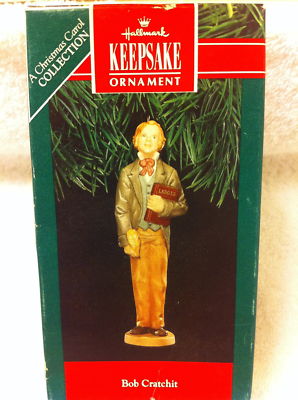 A Christmas Carol
COLLECTION
Hallmark
KEEPSAKE
ORNAMENT
LEDGER
Bob Cratchit